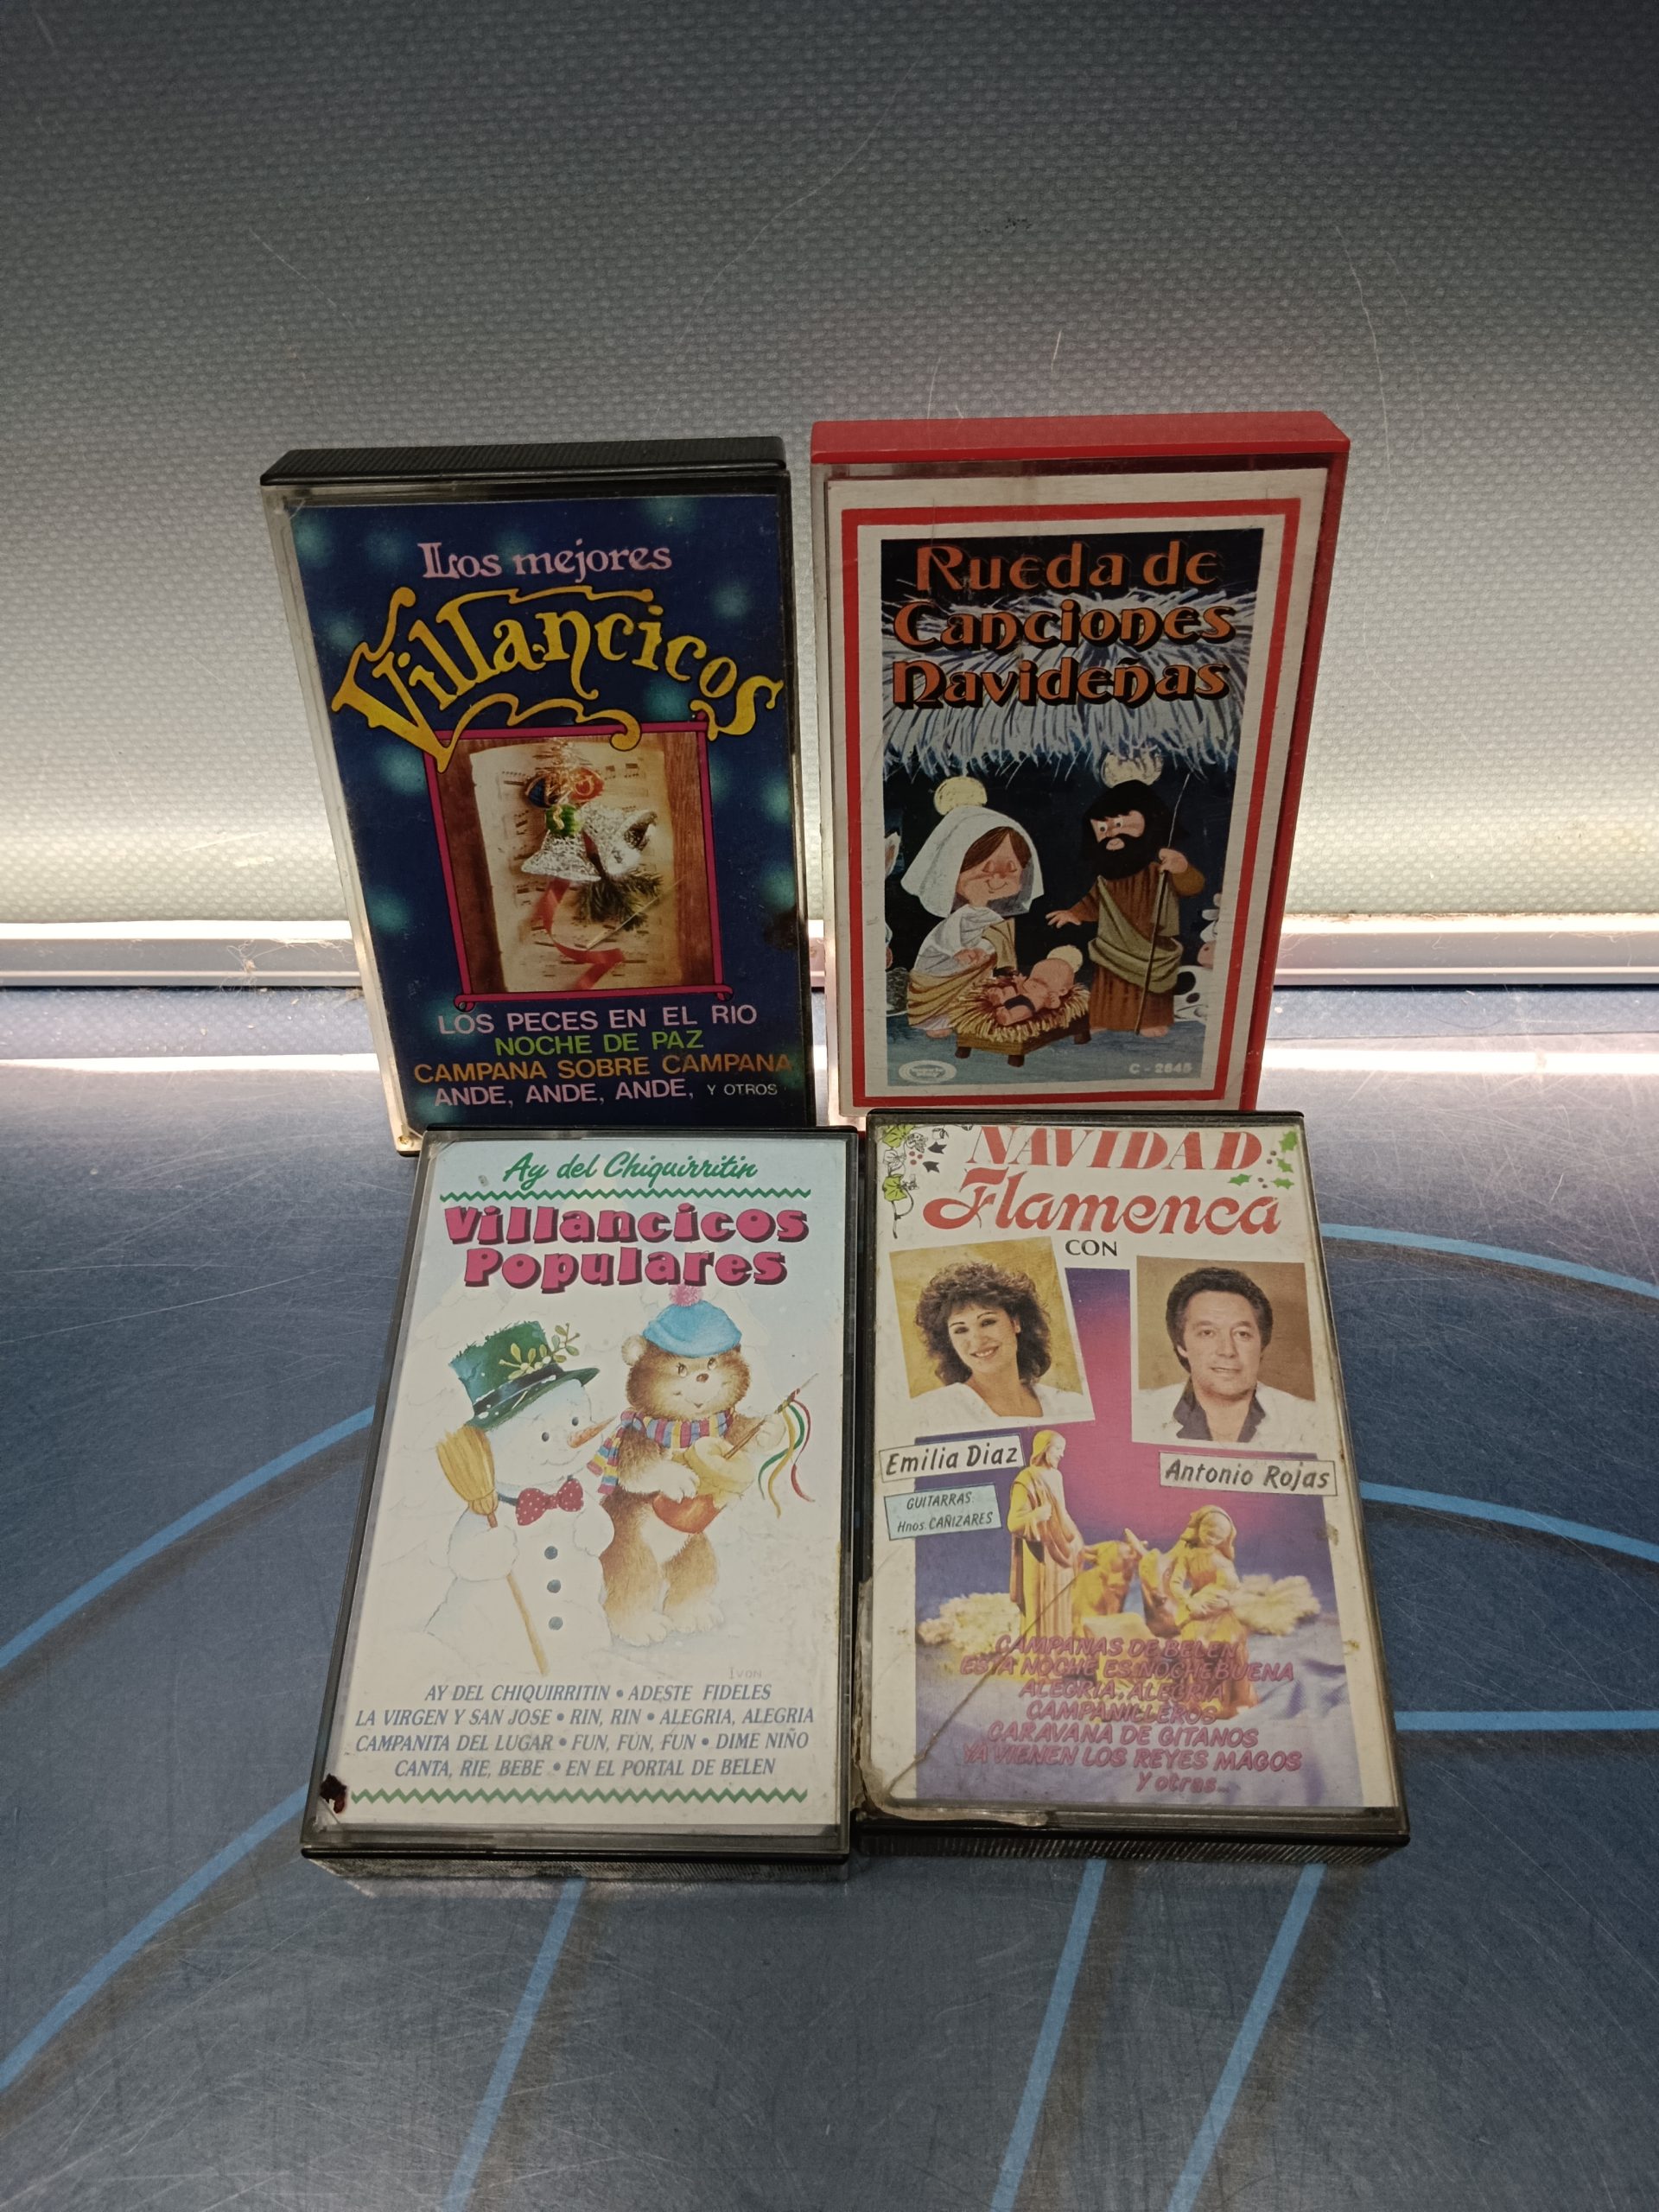 Los mejores
Villancicos
LOS PECES EN EL RIO
NOCHE DE PAZ
CAMPANA SOBRE CAMPANA
ANDE, ANDE, ANDE, Y OTROS
Rueda de
Canciones
Navideñas
C - 2645
Ay del Chiquirritin
Villancicos
Populares
IVON
AY DEL CHIQUIRRITIN • ADESTE FIDELES
LA VIRGEN Y SAN JOSE • RIN, RIN • ALEGRIA, ALEGRIA
CAMPANITA DEL LUGAR • FUN, FUN, FUN • DIME NIÑO
CANTA, RIE, BEBE • EN EL PORTAL DE BELEN
NAVIDAD
Flamenca
CON
Emilia Diaz
Antonio Rojas
GUITARRAS:
Hnos. CAÑIZARES
CAMPANAS DE BELEN
ESTA NOCHE ES NOCHEBUENA
ALEGRIA, ALEGRIA
CAMPANILLEROS
CARAVANA DE GITANOS
YA VIENEN LOS REYES MAGOS
Y otras...